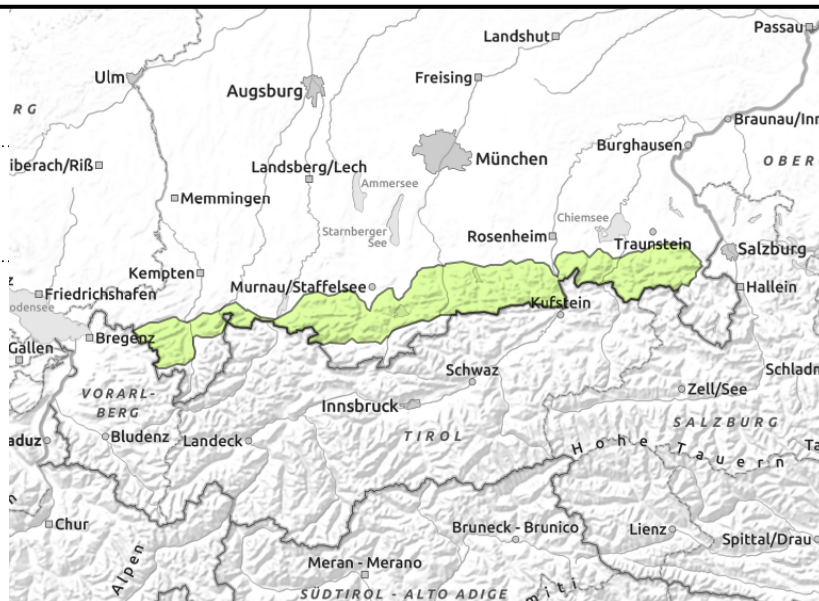 Passau
Landshut
Ulm
Freising
Augsburg
RG
Braunau/Inn
Burghausen
iberach/Riß
München
OBER
Landsberg/Lech
Ammersee
Memmingen
Chiemsee
Starnberger
See
Rosenheim
Traunstein
Salzburg
Kempten
Murnau/Staffelsee
Hallein
z
Friedrichshafen
odensee
Kufstein
Bregenz
Gallen
Schwaz
Schladm
VORARL-
BERG
Zell/See
Innsbruck
SALZBURG
Bludenz
Landeck
TIROL
aduz
Hohe Tauern
Ta
Chur
Bruneck - Brunico
Lienz
Spittal/Drau
Alpen
Meran - Merano
SÜDTIROL - ALTO ADIGE
miti